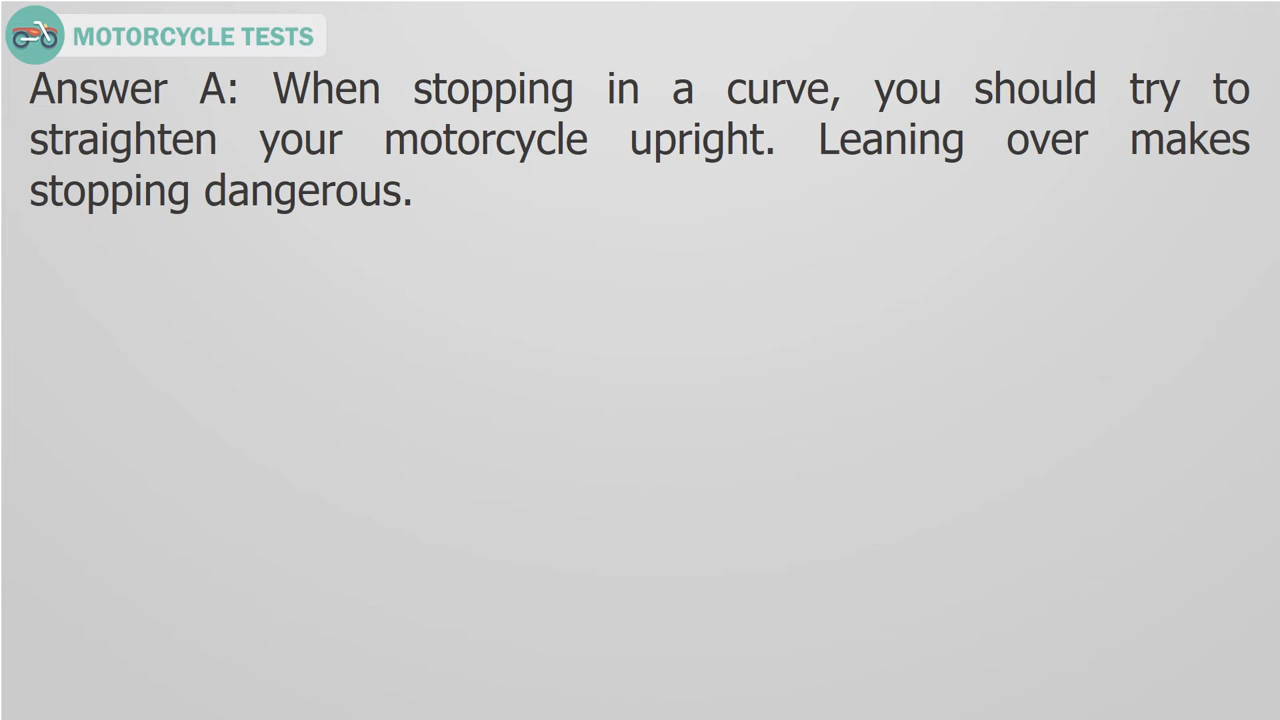 MOTORCYCLE TESTS
Answer A: When stopping in a curve, you should try to
straighten your motorcycle upright. Leaning over makes
stopping dangerous.